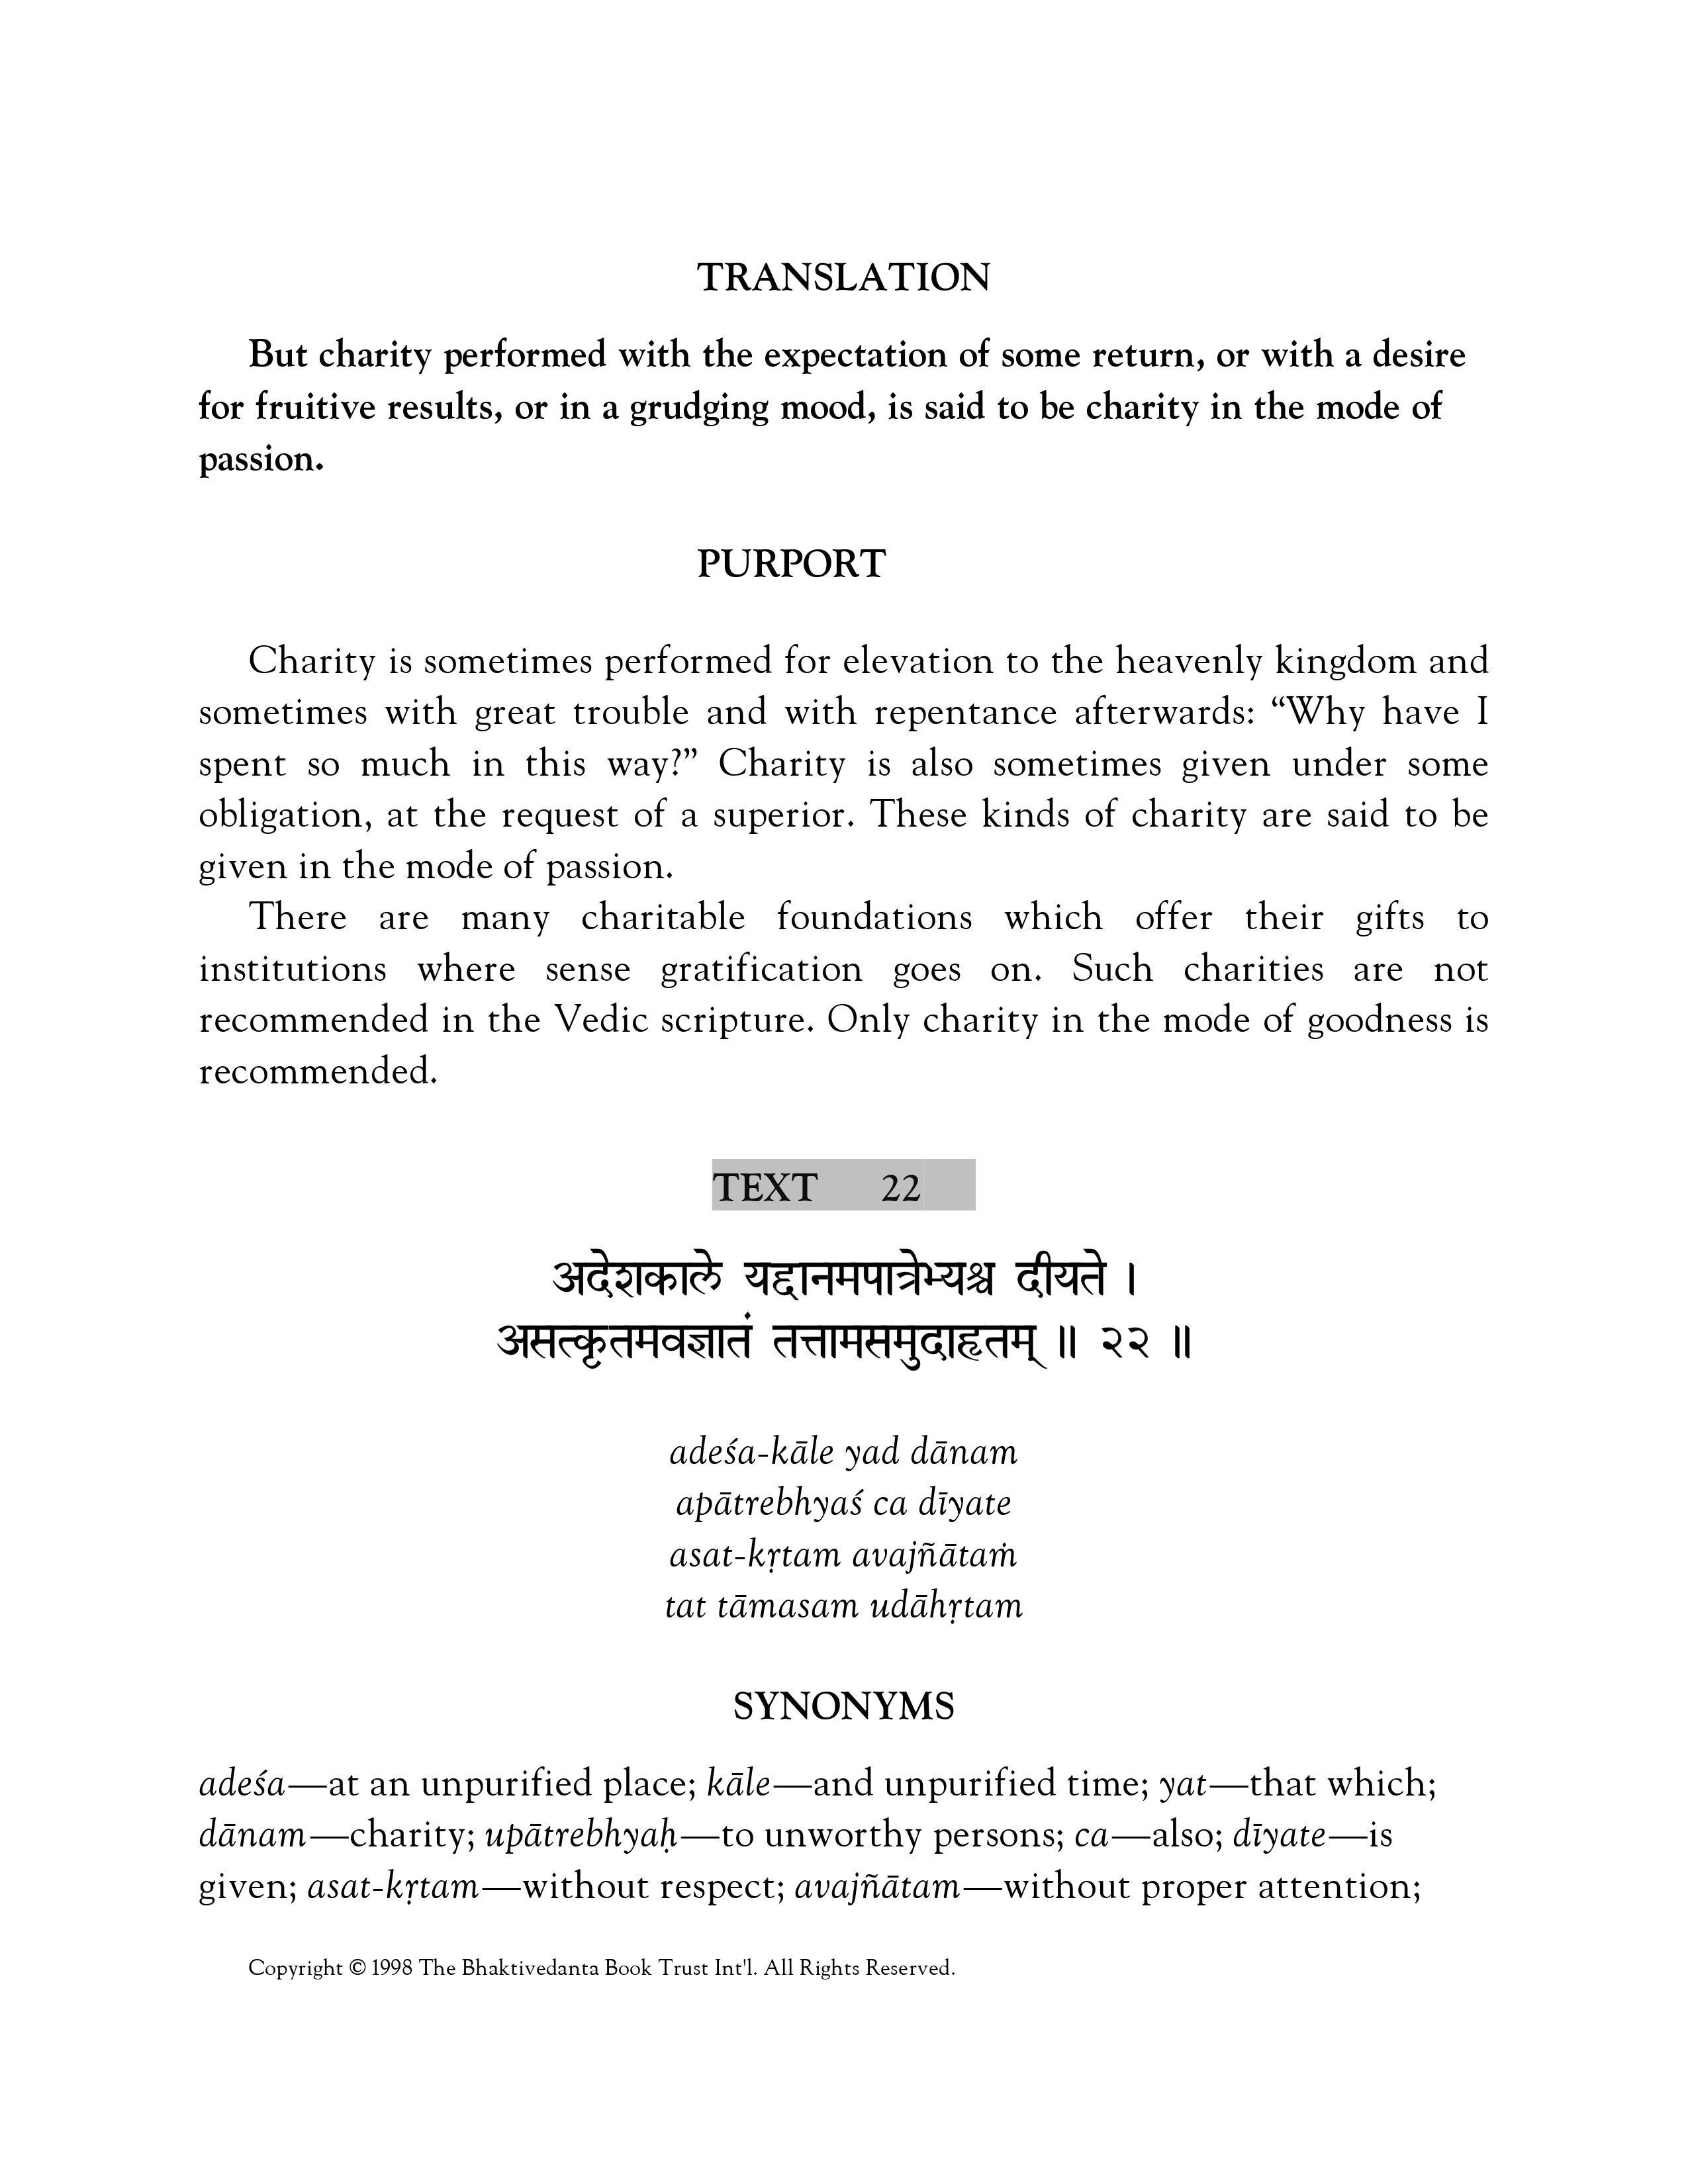 TRANSLATION
But charity performed with the expectation of some return, or with a desire
for fruitive results, or in a grudging mood, is said to be charity in the mode of
passion.
PURPORT
Charity is sometimes performed for elevation to the heavenly kingdom and
sometimes with great trouble and with repentance afterwards: “Why have I
spent so much in this way?” Charity is also sometimes given under some
obligation, at the request of a superior. These kinds of charity are said to be
given in the mode of passion.
There are many charitable foundations which offer their gifts to
institutions where sense gratification goes on. Such charities are not
recommended in the Vedic scripture. Only charity in the mode of goodness is
recommended.
TEXT 22
अदेशकाले यद्दानमपात्रेभ्यश्च दीयते ।
असत्कृतमवज्ञातं तत्तामसमुदाहृतम् ॥ २२ ॥
adeśa-kāle yad dānam
apātrebhyaś ca dīyate
asat-kṛtam avajñātaṁ
tat tāmasam udāhṛtam
SYNONYMS
adeśa—at an unpurified place; kāle—and unpurified time; yat—that which;
dānam—charity; upātrebhyaḥ—to unworthy persons; ca—also; dīyate—is
given; asat-kṛtam—without respect; avajñātam—without proper attention;
Copyright © 1998 The Bhaktivedanta Book Trust Int'l. All Rights Reserved.